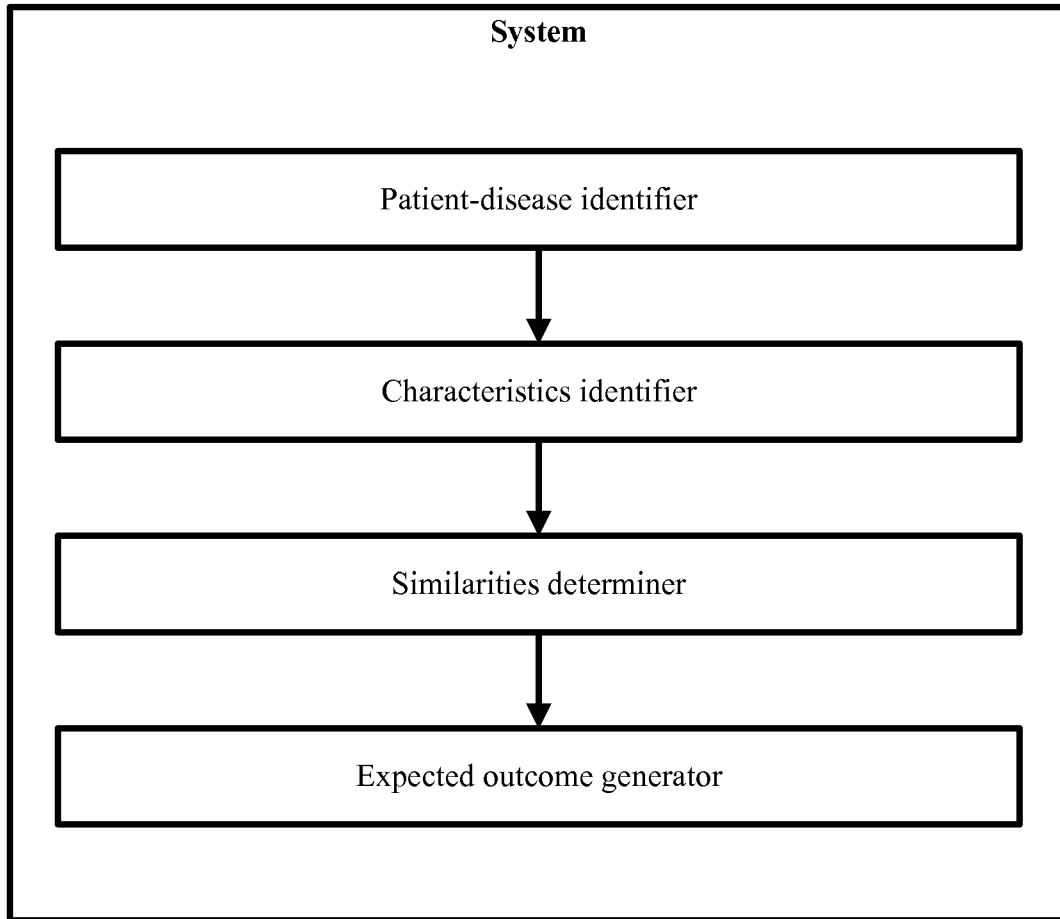 System
Patient-disease identifier
Characteristics identifier
Similarities determiner
Expected outcome generator